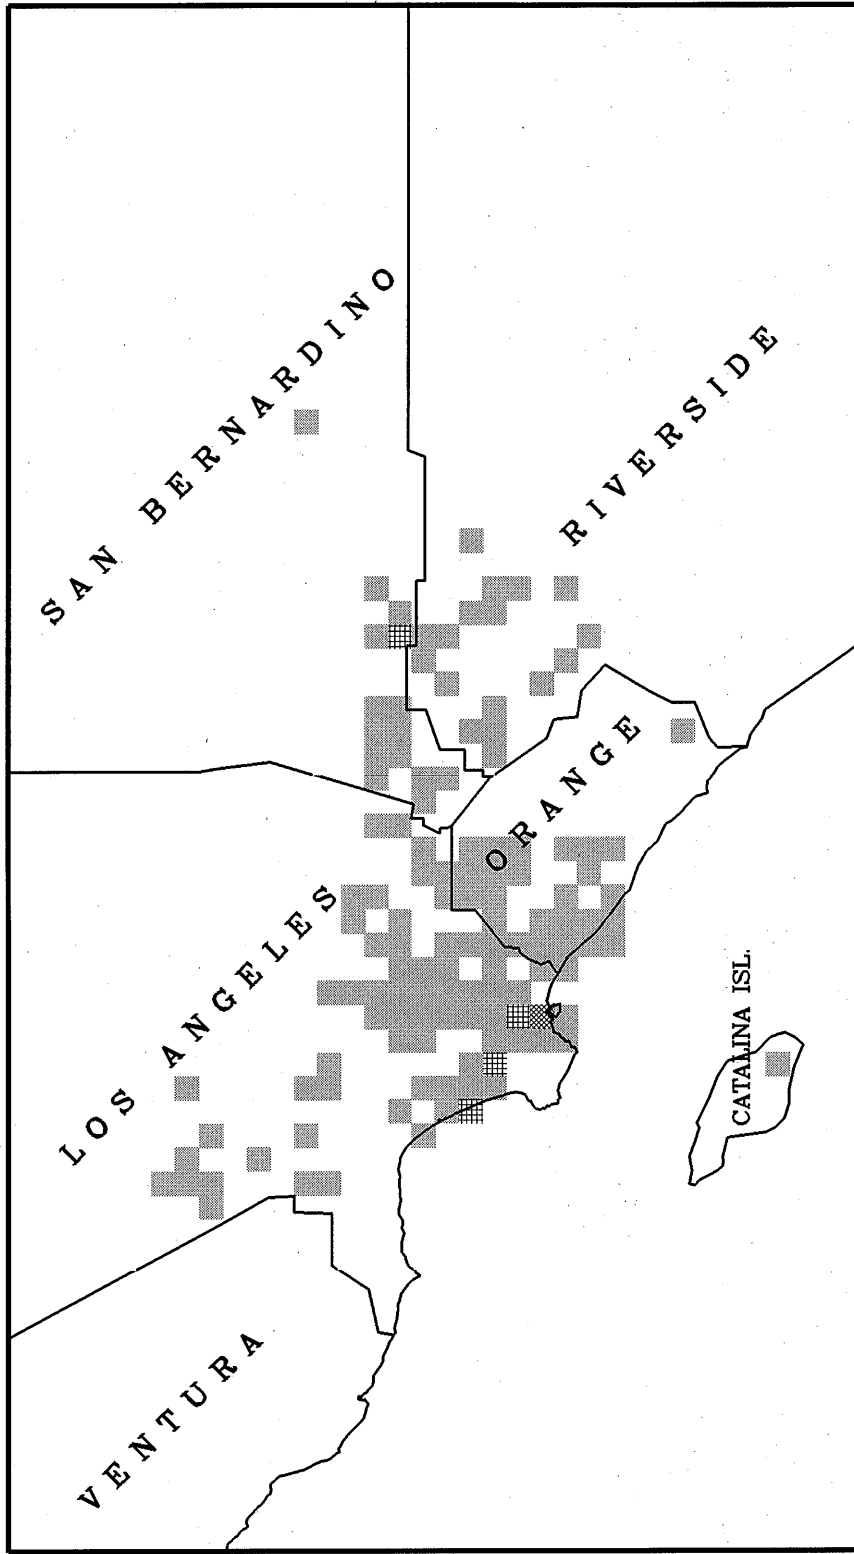 SAN BERNARDINO
RIVERSIDE
ORANGE
LOS ANGELES
CATALINA ISL.
VENTURA